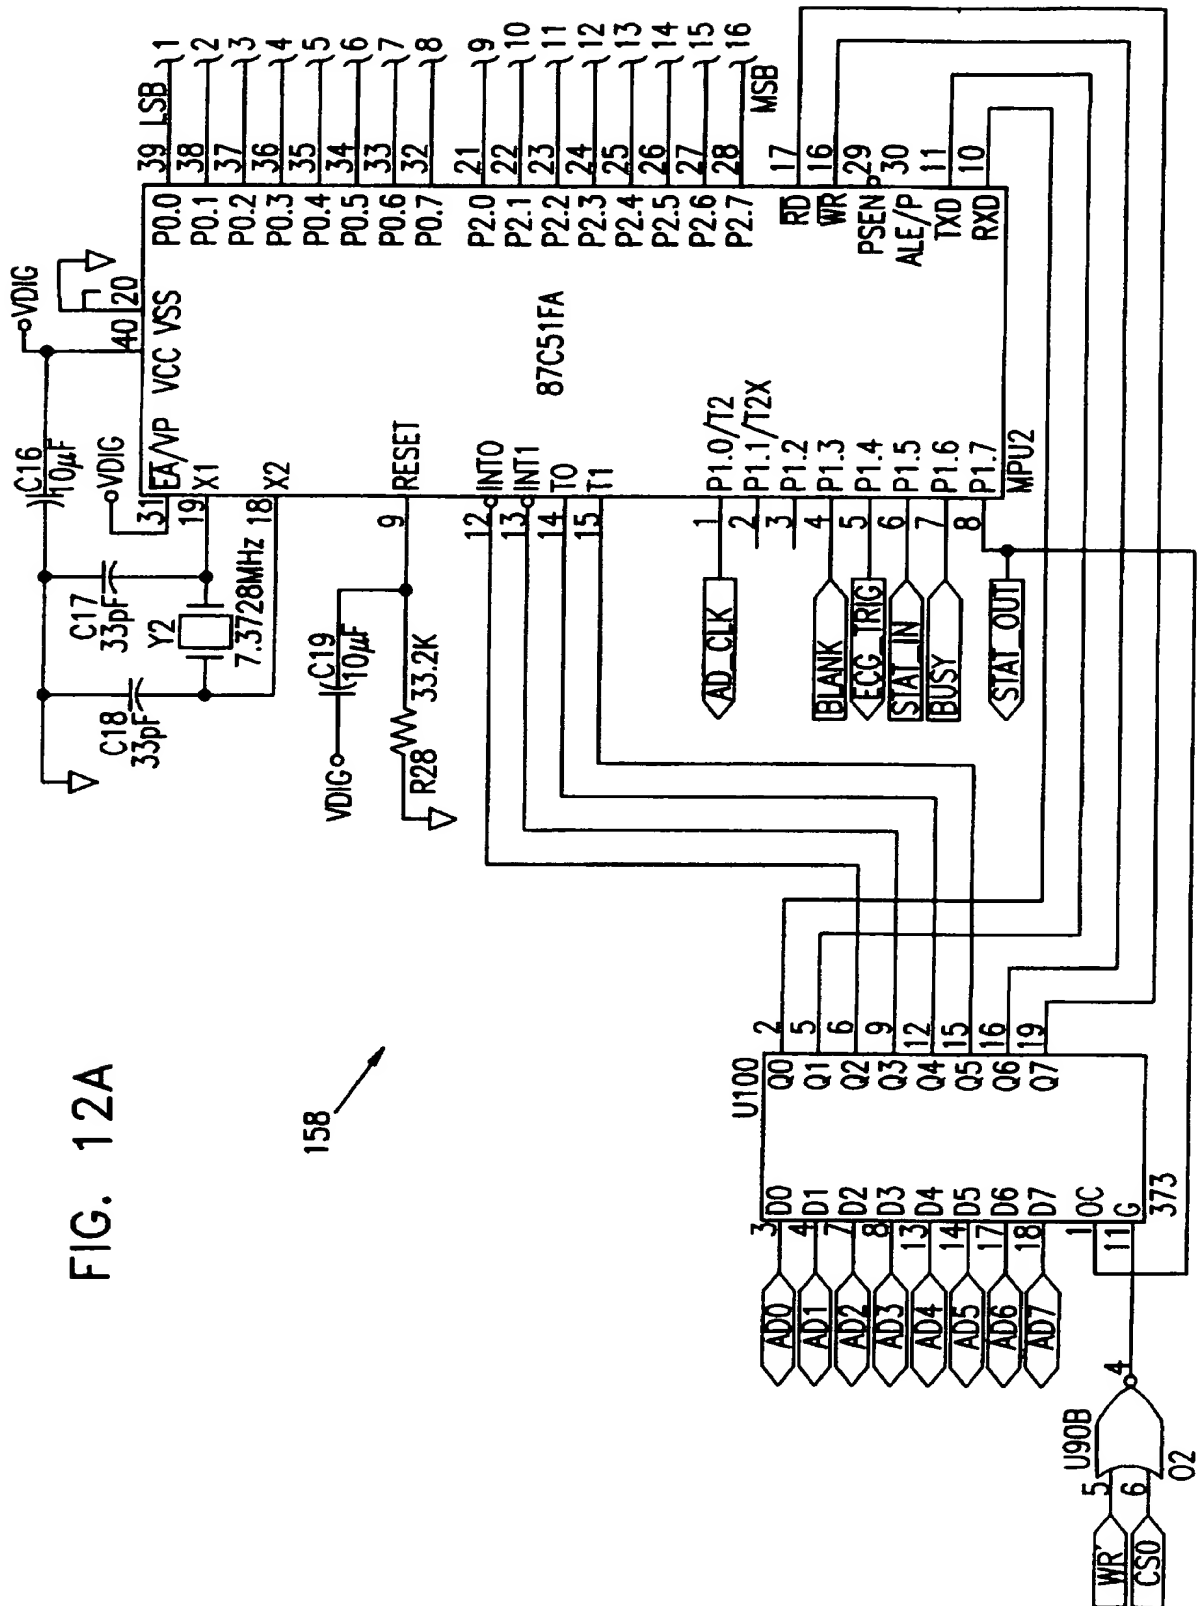 FIG. 12A
158
VDIG
C16
10µF
C17
33pF
C18
33pF
Y2
7.3728MHz
VDIG
31 EA/VP
19 X1
18 X2
40 VCC
20 VSS
VDIG
C19
10µF
R28
33.2K
9 RESET
12 INT0
13 INT1
14 T0
15 T1
AD_CLK 1 P1.0/T2
2 P1.1/T2X
3 P1.2
BLANK 4 P1.3
ECG_TRIG 5 P1.4
STAT_IN 6 P1.5
BUSY 7 P1.6
STAT_OUT 8 P1.7
87C51FA
MPU2
P0.0 39 LSB 1
P0.1 38 2
P0.2 37 3
P0.3 36 4
P0.4 35 5
P0.5 34 6
P0.6 33 7
P0.7 32 8
P2.0 21 9
P2.1 22 10
P2.2 23 11
P2.3 24 12
P2.4 25 13
P2.5 26 14
P2.6 27 15
P2.7 28 16
MSB
RD 17
WR 16
PSEN 29
ALE/P 30
TXD 11
RXD 10
U100
AD0 3 D0 Q0 2
AD1 4 D1 Q1 5
AD2 7 D2 Q2 6
AD3 8 D3 Q3 9
AD4 13 D4 Q4 12
AD5 14 D5 Q5 15
AD6 17 D6 Q6 16
AD7 18 D7 Q7 19
1 OC
11 G
373
U90B
WR' 5
CS0 6
4
02